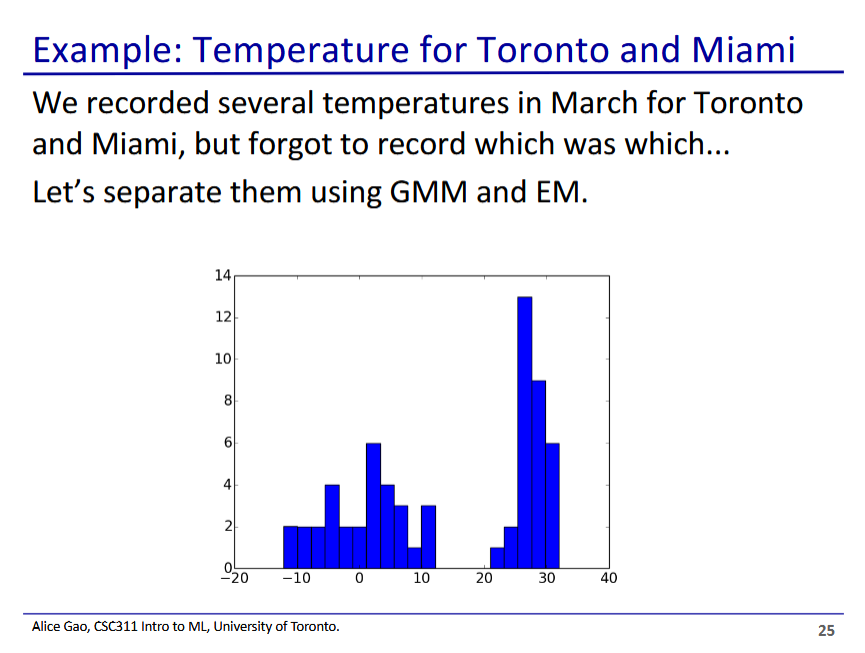 Example: Temperature for Toronto and Miami
We recorded several temperatures in March for Toronto
and Miami, but forgot to record which was which...
Let’s separate them using GMM and EM.
14
12
10
8
6
4
2
0
−20 −10 0 10 20 30 40
Alice Gao, CSC311 Intro to ML, University of Toronto.
25